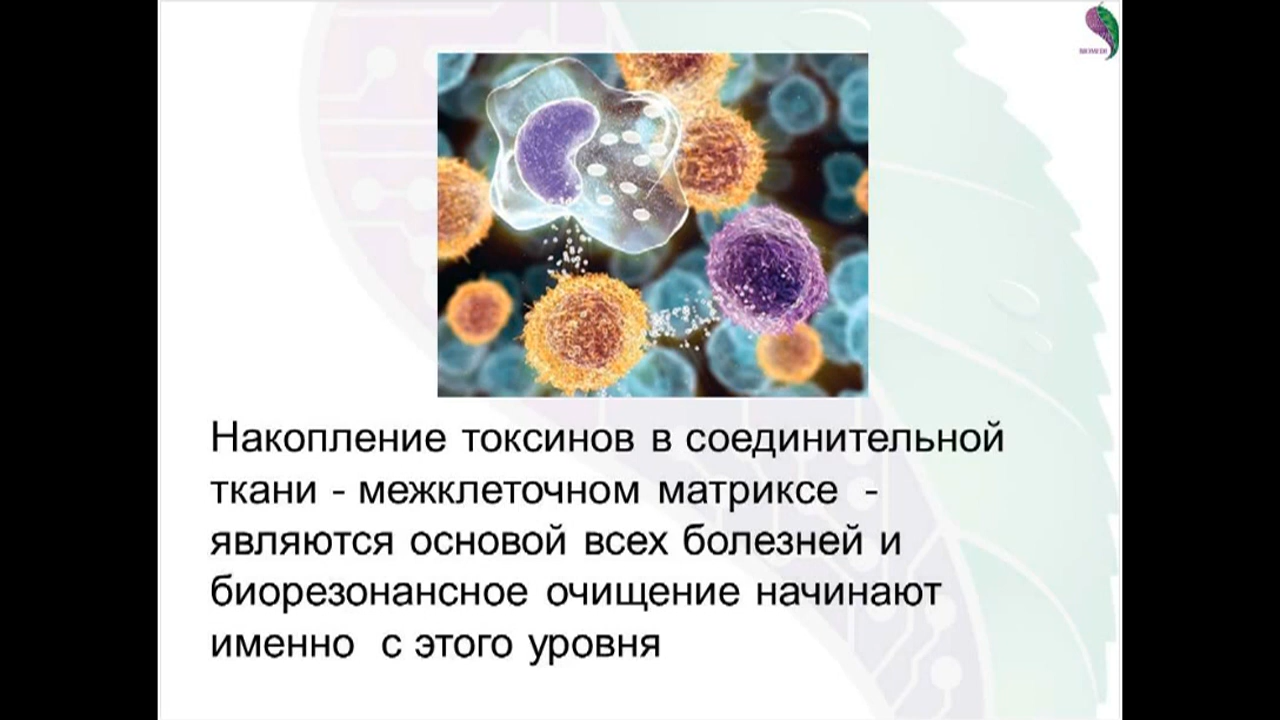 Накопление токсинов в соединительной
ткани - межклеточном матриксе  -
являются основой всех болезней и
биорезонансное очищение начинают
именно  с этого уровня